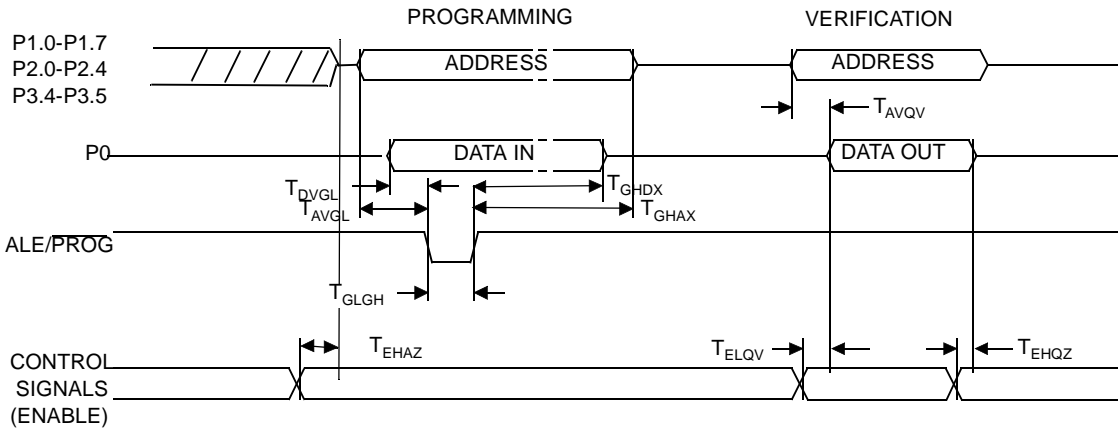 PROGRAMMING VERIFICATION
P1.0-P1.7
P2.0-P2.4
P3.4-P3.5
ADDRESS ADDRESS
TAVQV
P0 DATA IN DATA OUT
TDVGL TGHDX
TAVGL TGHAX
ALE/PROG
TGLGH
TEHAZ TELQV TEHQZ
CONTROL
SIGNALS
(ENABLE)